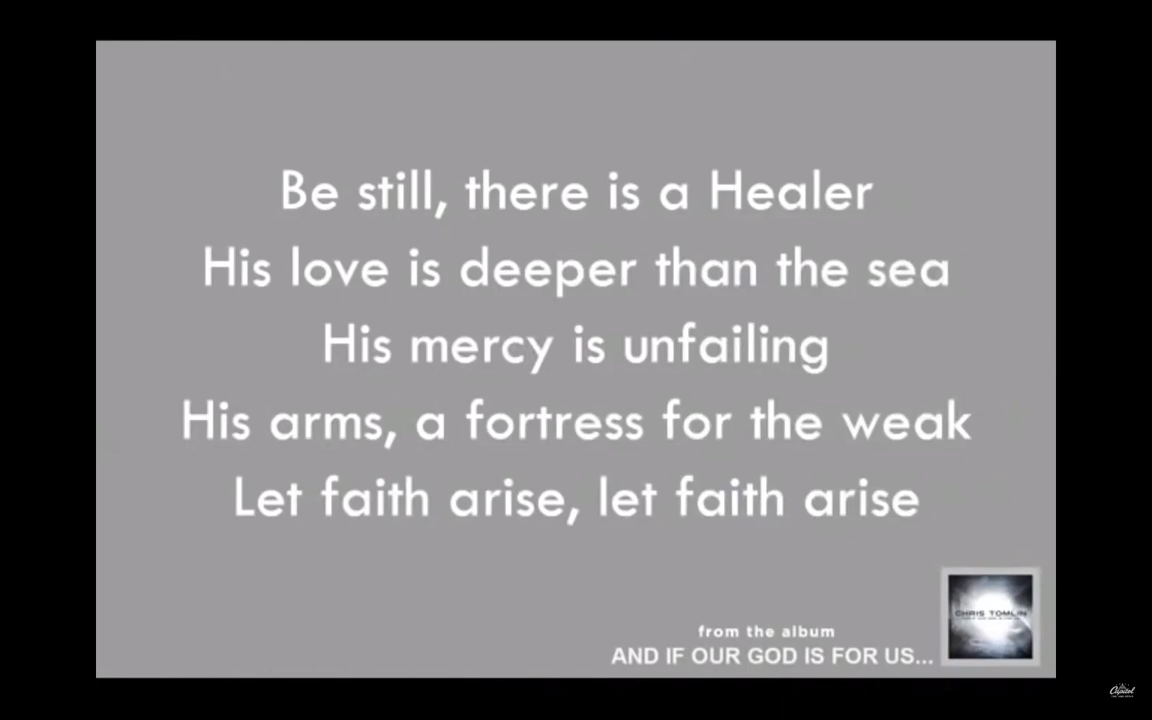 Be still, there is a Healer
His love is deeper than the sea
His mercy is unfailing
His arms, a fortress for the weak
Let faith arise, let faith arise
from the album
AND IF OUR GOD IS FOR US...
CHRIS TOMLIN
Capitol